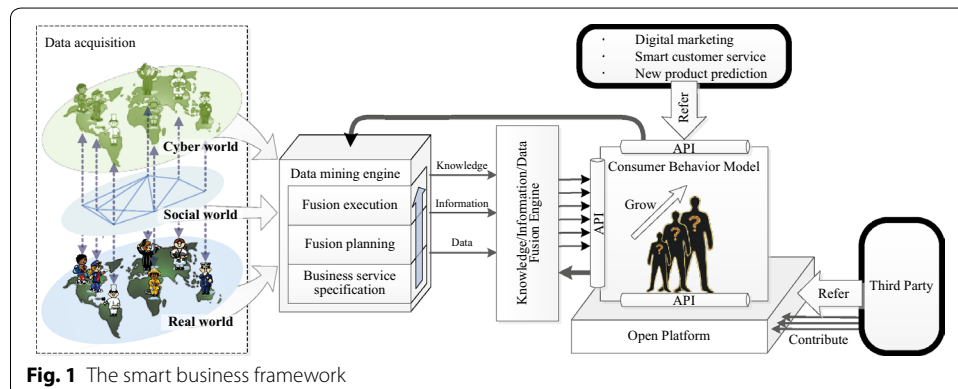 Data acquisition
Cyber world
Social world
Real world
Data mining engine
Fusion execution
Fusion planning
Business service
specification
Knowledge
Information
Data
Knowledge/Information/Data
Fusion Engine
· Digital marketing
· Smart customer service
· New product prediction
Refer
API
Consumer Behavior Model
API
Grow
? ? ?
API
Open Platform
Refer
Contribute
Third Party
Fig. 1 The smart business framework